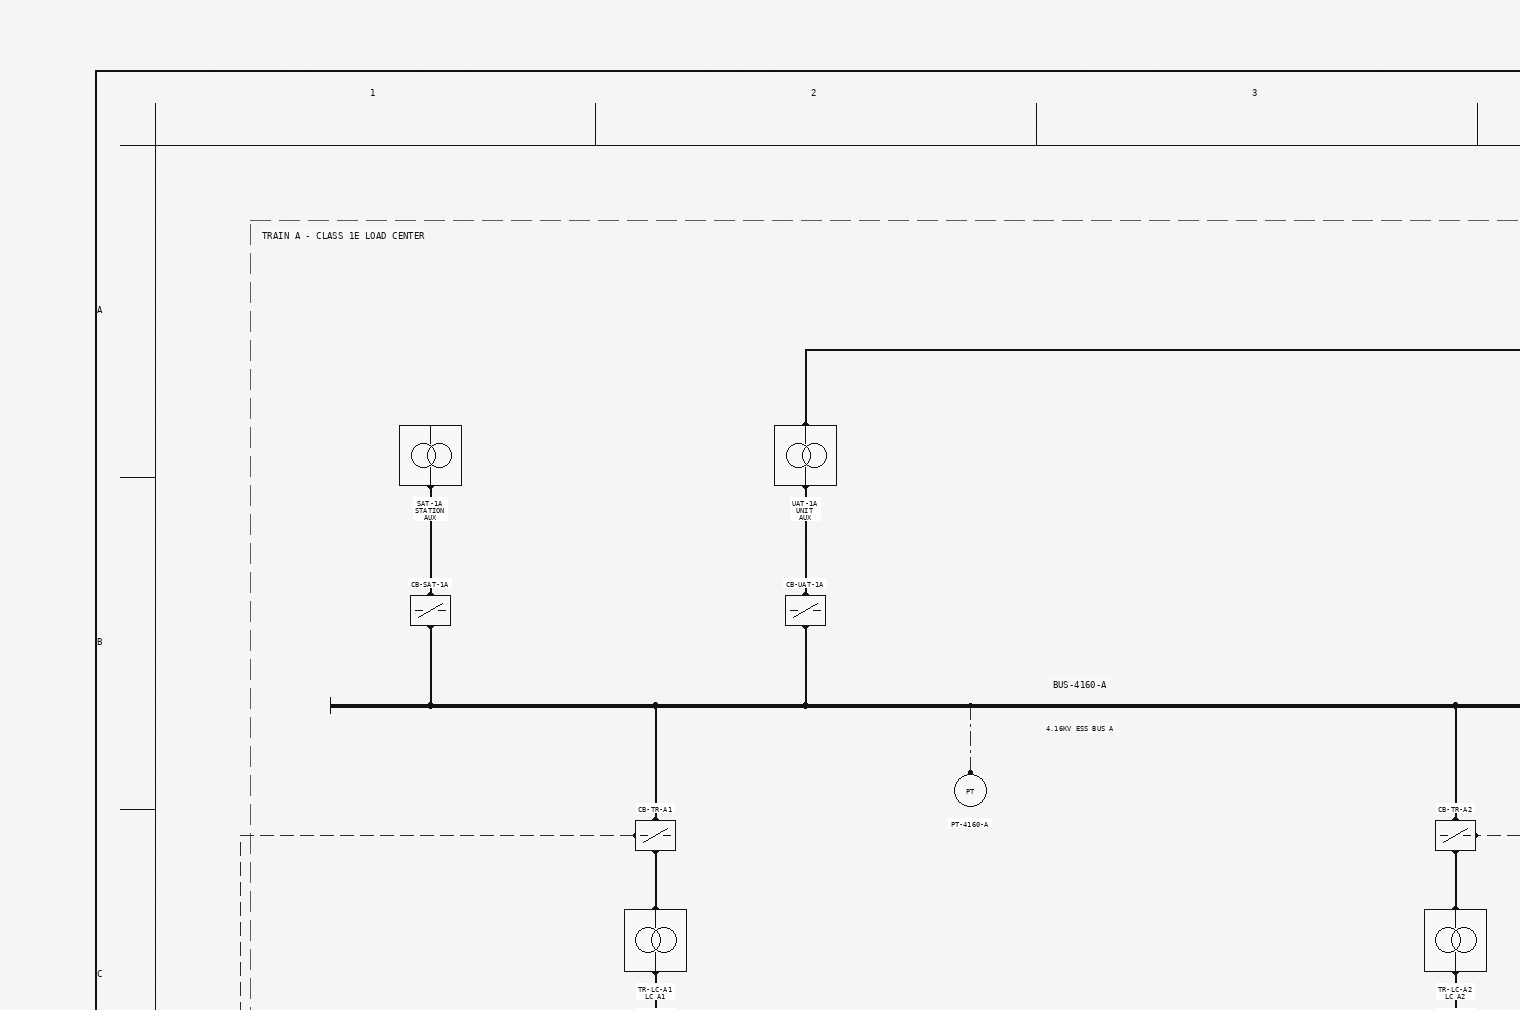 1
2
3
TRAIN A - CLASS 1E LOAD CENTER
A
SAT-1A
STATION
AUX
UAT-1A
UNIT
AUX
CB-SAT-1A
CB-UAT-1A
B
BUS-4160-A
4.16KV ESS BUS A
PT
PT-4160-A
CB-TR-A1
CB-TR-A2
C
TR-LC-A1
LC A1
TR-LC-A2
LC A2